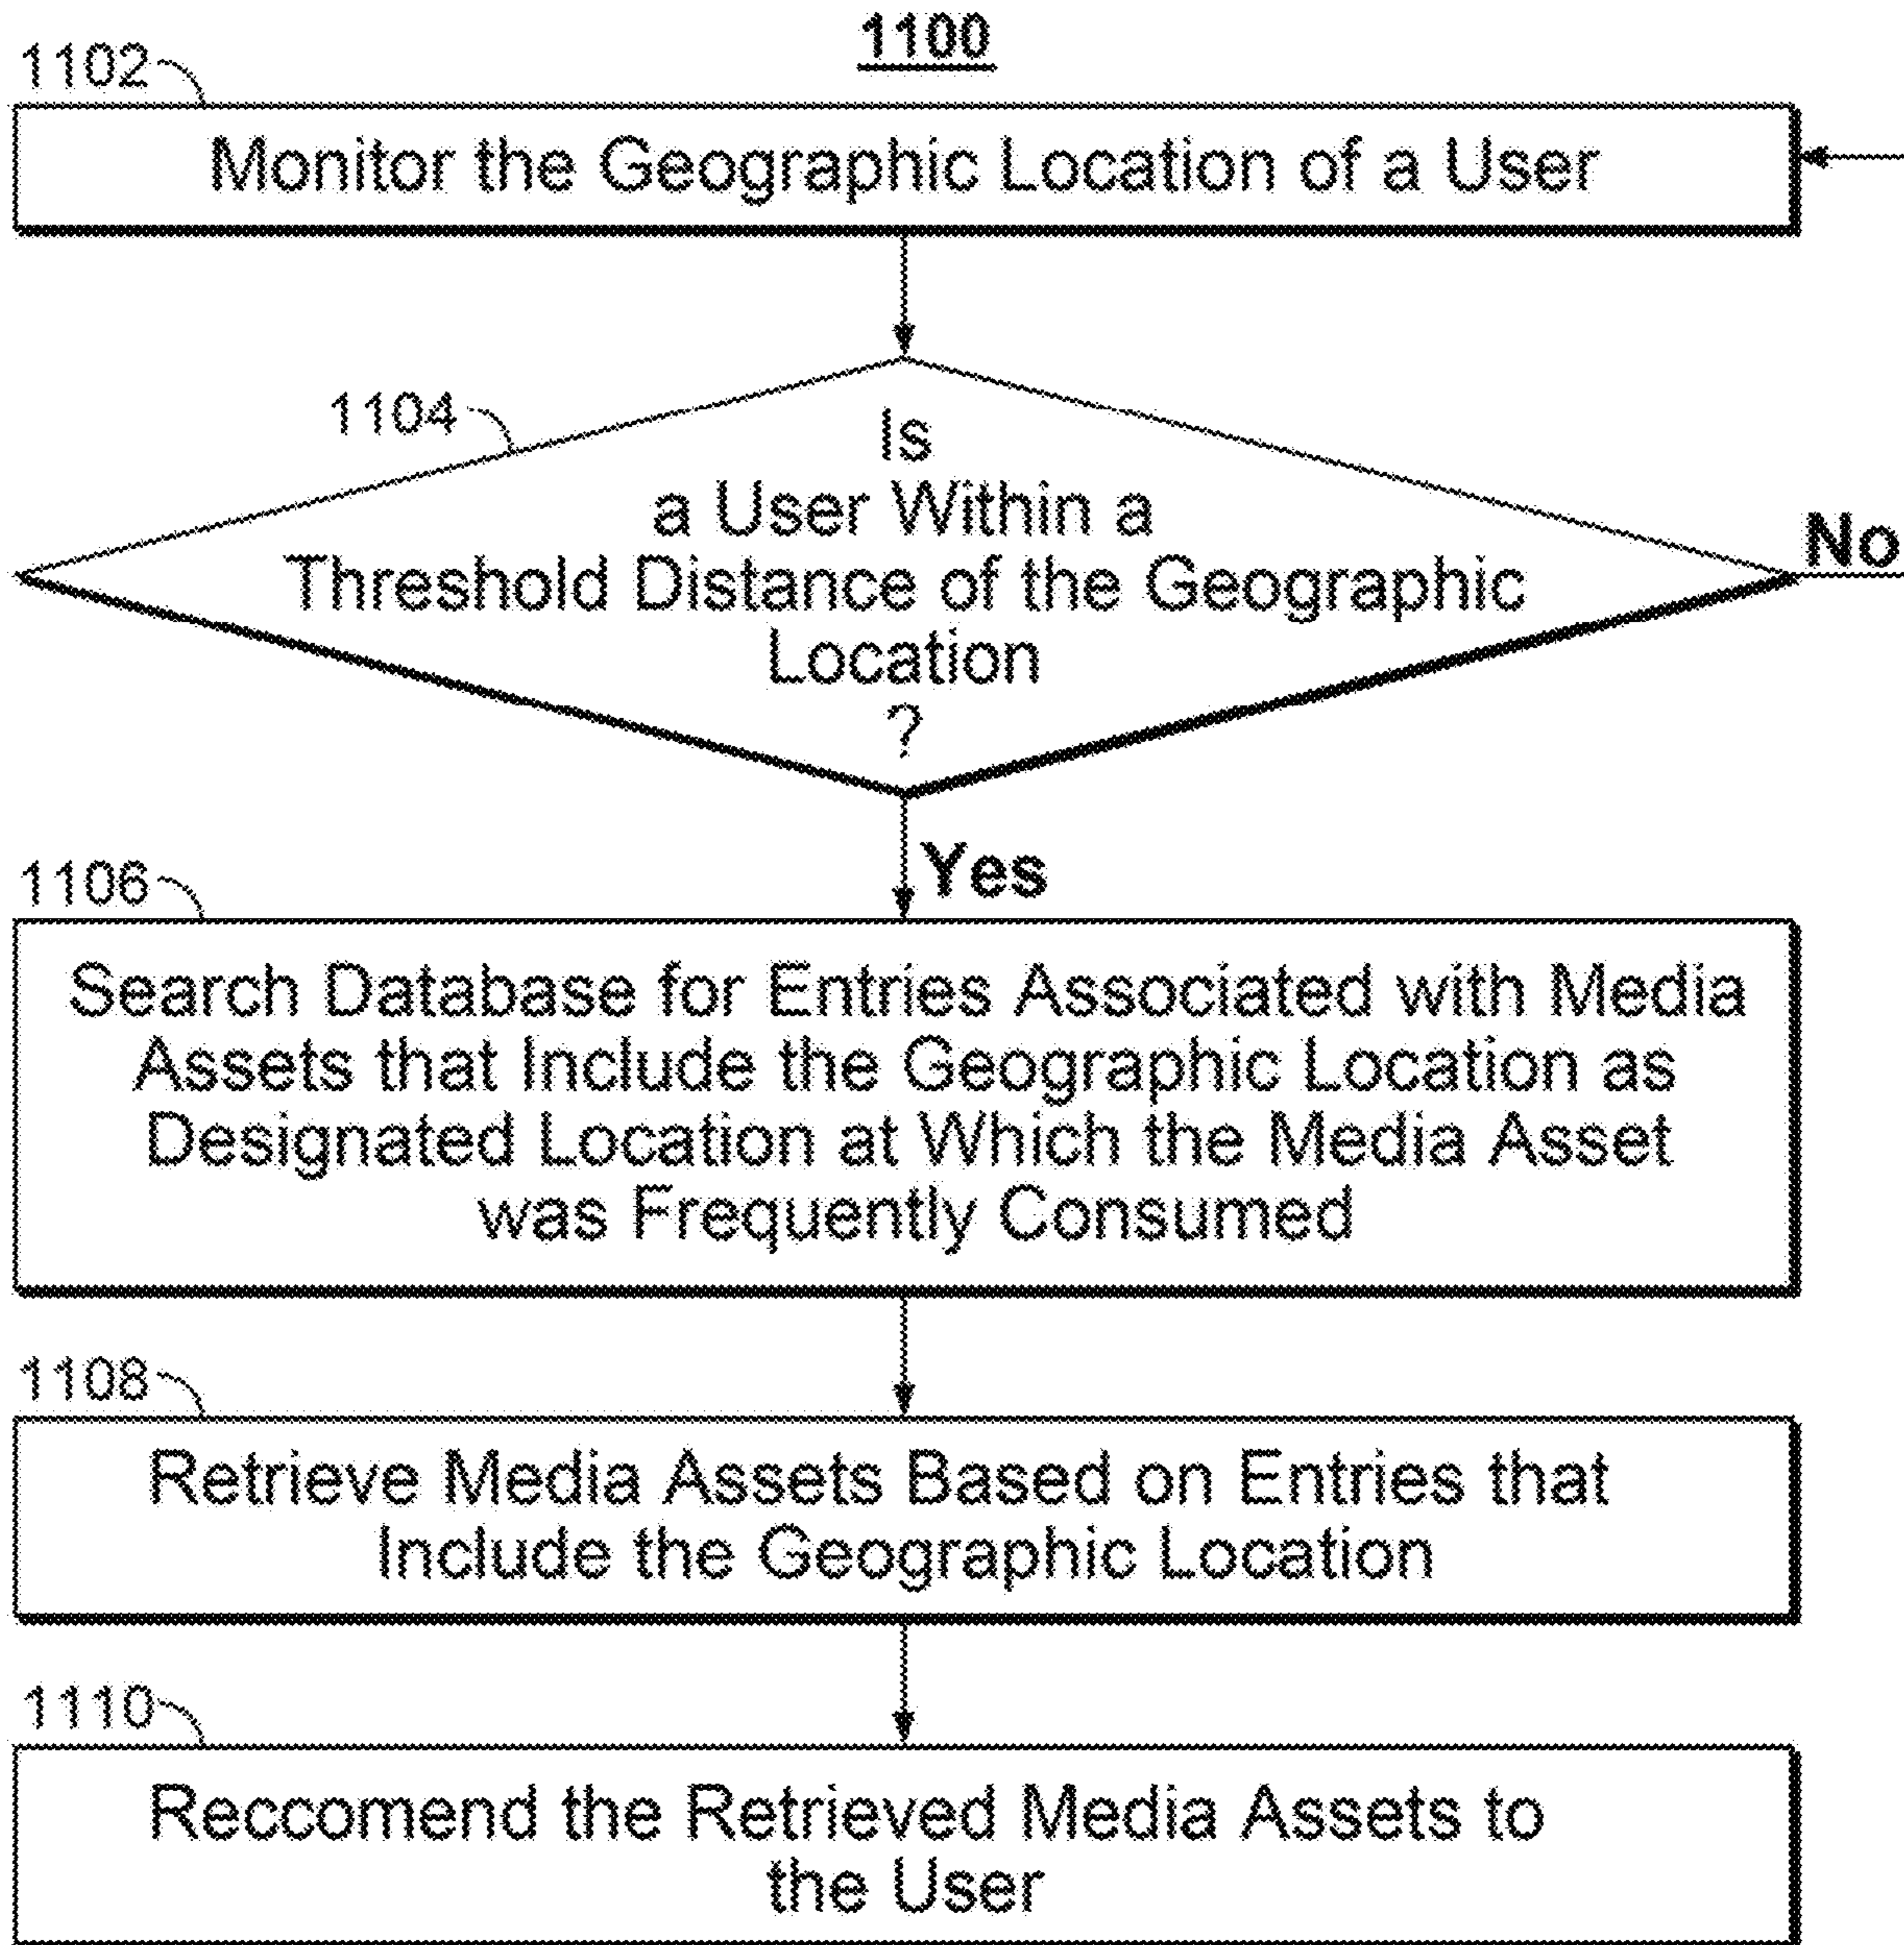 1100
1102
Monitor the Geographic Location of a User
1104
Is
a User Within a
Threshold Distance of the Geographic
Location
?
No
Yes
1106
Search Database for Entries Associated with Media
Assets that Include the Geographic Location as
Designated Location at Which the Media Asset
was Frequently Consumed
1108
Retrieve Media Assets Based on Entries that
Include the Geographic Location
1110
Reccomend the Retrieved Media Assets to
the User